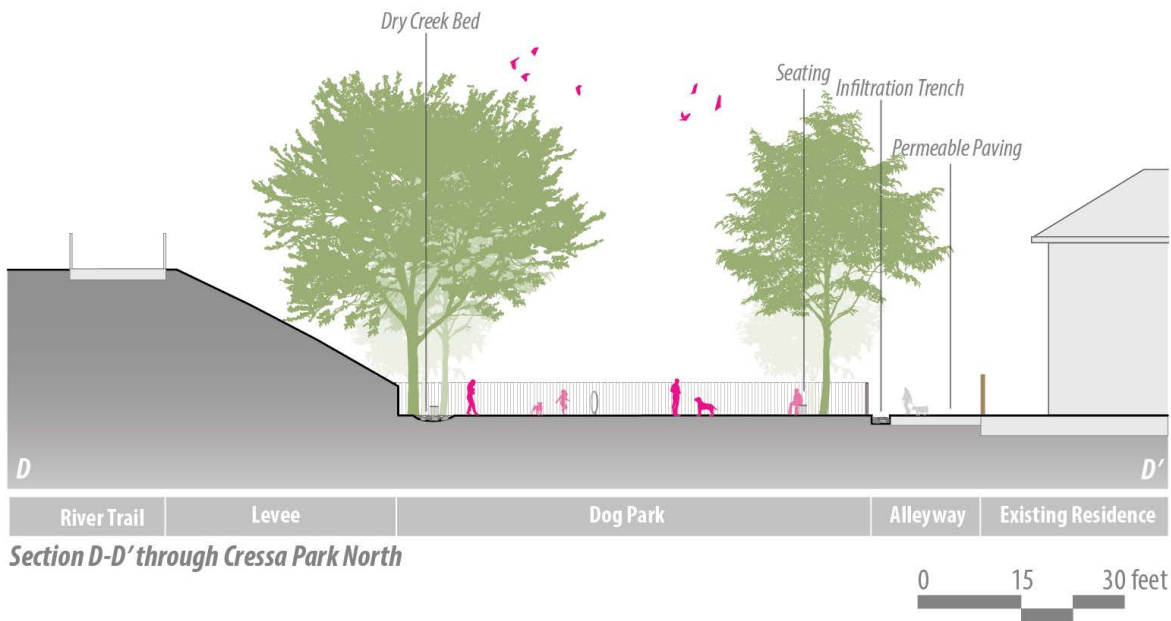 Dry Creek Bed
Seating
Infiltration Trench
Permeable Paving
D
D'
River Trail
Levee
Dog Park
Alleyway
Existing Residence
Section D-D' through Cressa Park North
0 15 30 feet